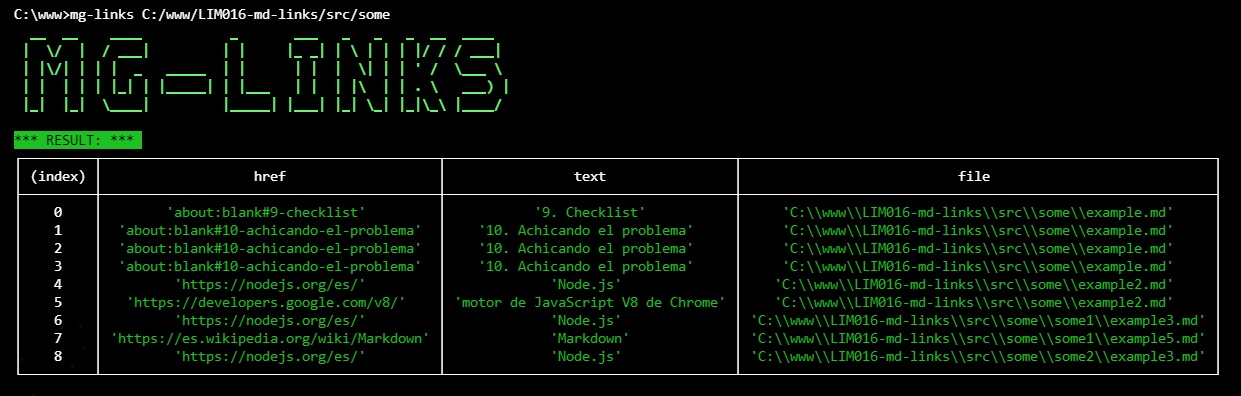 C:\www>mg-links C:/www/LIM016-md-links/src/some
MG-LINKS
*** RESULT: ***
(index) href text file
0 'about:blank#9-checklist' '9. Checklist' 'C:\\www\\LIM016-md-links\\src\\some\\example.md'
1 'about:blank#10-achicando-el-problema' '10. Achicando el problema' 'C:\\www\\LIM016-md-links\\src\\some\\example.md'
2 'about:blank#10-achicando-el-problema' '10. Achicando el problema' 'C:\\www\\LIM016-md-links\\src\\some\\example.md'
3 'about:blank#10-achicando-el-problema' '10. Achicando el problema' 'C:\\www\\LIM016-md-links\\src\\some\\example.md'
4 'https://nodejs.org/es/' 'Node.js' 'C:\\www\\LIM016-md-links\\src\\some\\example2.md'
5 'https://developers.google.com/v8/' 'motor de JavaScript V8 de Chrome' 'C:\\www\\LIM016-md-links\\src\\some\\example2.md'
6 'https://nodejs.org/es/' 'Node.js' 'C:\\www\\LIM016-md-links\\src\\some\\some1\\example3.md'
7 'https://es.wikipedia.org/wiki/Markdown' 'Markdown' 'C:\\www\\LIM016-md-links\\src\\some\\some1\\example5.md'
8 'https://nodejs.org/es/' 'Node.js' 'C:\\www\\LIM016-md-links\\src\\some\\some2\\example3.md'